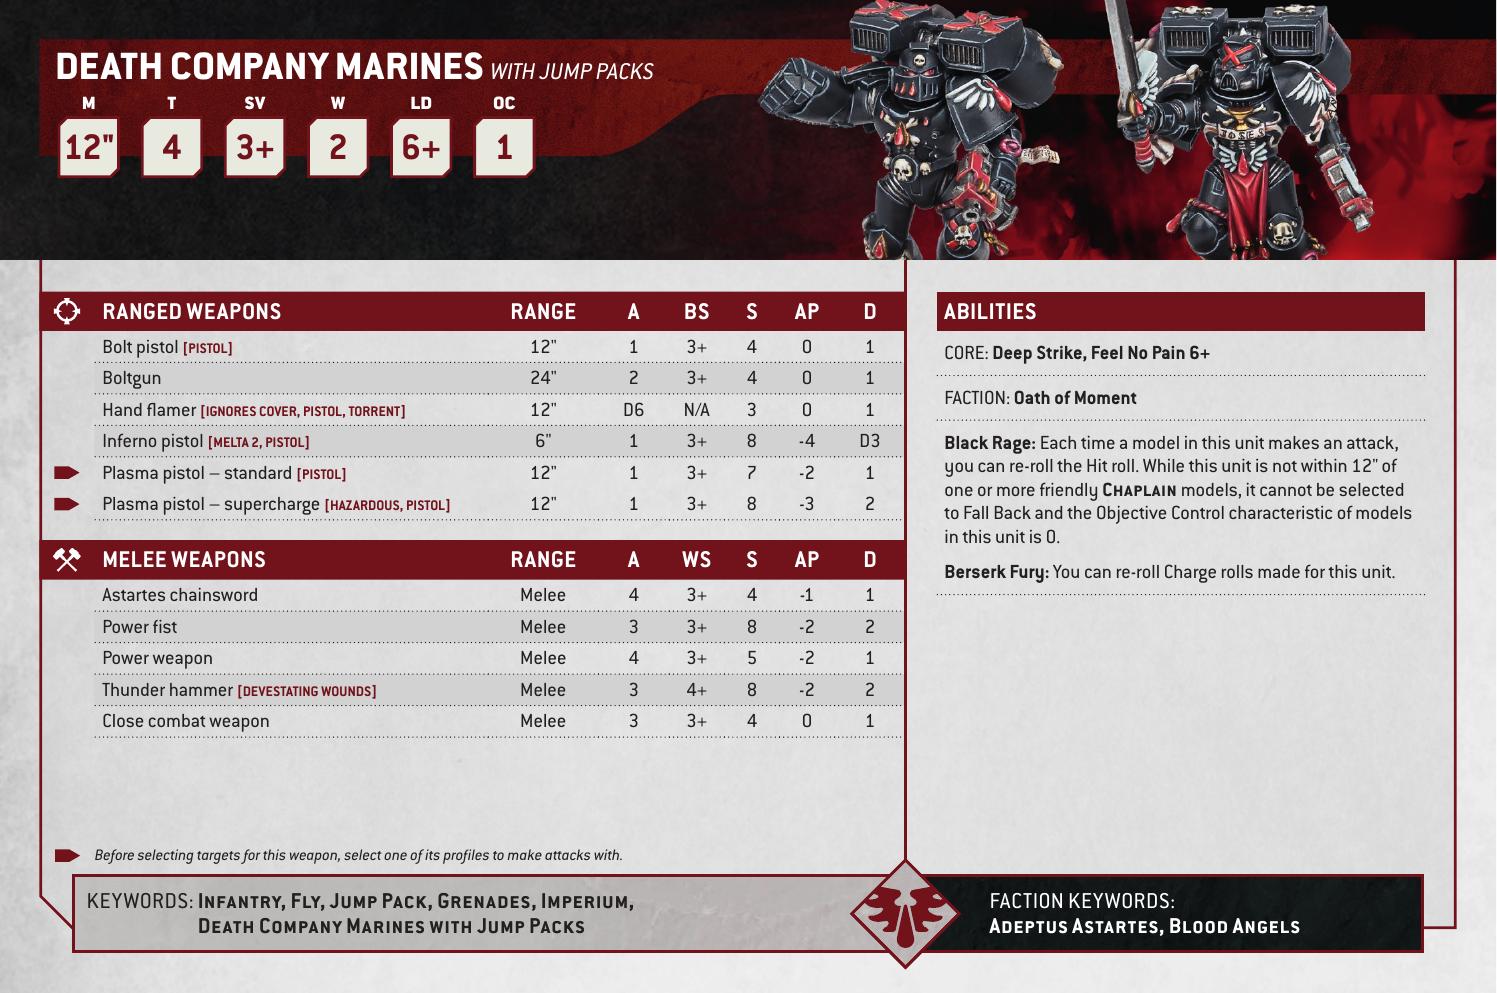 DEATH COMPANY MARINES WITH JUMP PACKS
M T SV W LD OC
12" 4 3+ 2 6+ 1
JOSES
RANGED WEAPONS RANGE A BS S AP D
Bolt pistol [PISTOL] 12" 1 3+ 4 0 1
Boltgun 24" 2 3+ 4 0 1
Hand flamer [IGNORES COVER, PISTOL, TORRENT] 12" D6 N/A 3 0 1
Inferno pistol [MELTA 2, PISTOL] 6" 1 3+ 8 -4 D3
Plasma pistol – standard [PISTOL] 12" 1 3+ 7 -2 1
Plasma pistol – supercharge [HAZARDOUS, PISTOL] 12" 1 3+ 8 -3 2
MELEE WEAPONS RANGE A WS S AP D
Astartes chainsword Melee 4 3+ 4 -1 1
Power fist Melee 3 3+ 8 -2 2
Power weapon Melee 4 3+ 5 -2 1
Thunder hammer [DEVESTATING WOUNDS] Melee 3 4+ 8 -2 2
Close combat weapon Melee 3 3+ 4 0 1
Before selecting targets for this weapon, select one of its profiles to make attacks with.
ABILITIES
CORE: Deep Strike, Feel No Pain 6+
FACTION: Oath of Moment
Black Rage: Each time a model in this unit makes an attack,
you can re-roll the Hit roll. While this unit is not within 12" of
one or more friendly CHAPLAIN models, it cannot be selected
to Fall Back and the Objective Control characteristic of models
in this unit is 0.
Berserk Fury: You can re-roll Charge rolls made for this unit.
KEYWORDS: INFANTRY, FLY, JUMP PACK, GRENADES, IMPERIUM,
DEATH COMPANY MARINES WITH JUMP PACKS
FACTION KEYWORDS:
ADEPTUS ASTARTES, BLOOD ANGELS